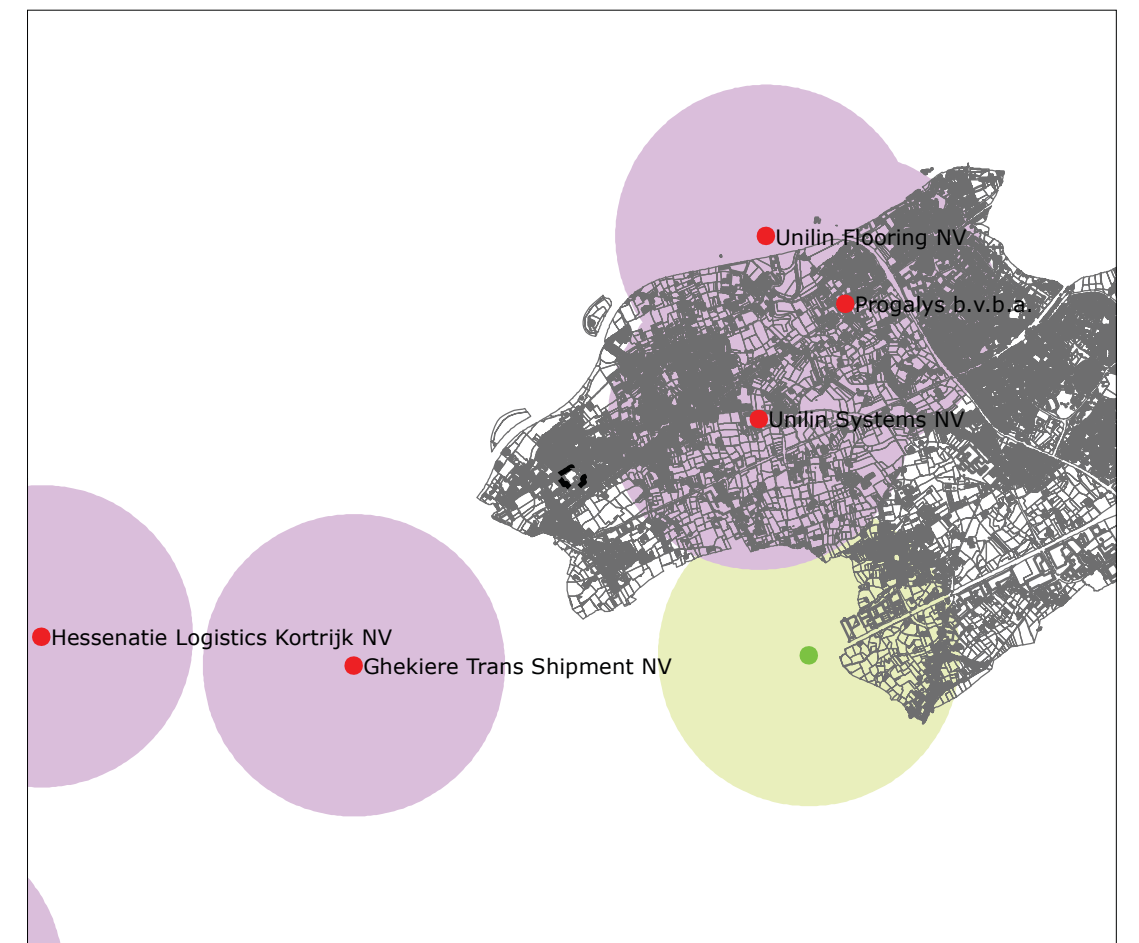 Unilin Flooring NV
Progalys b.v.b.a.
Unilin Systems NV
Hessenatie Logistics Kortrijk NV
Ghekiere Trans Shipment NV